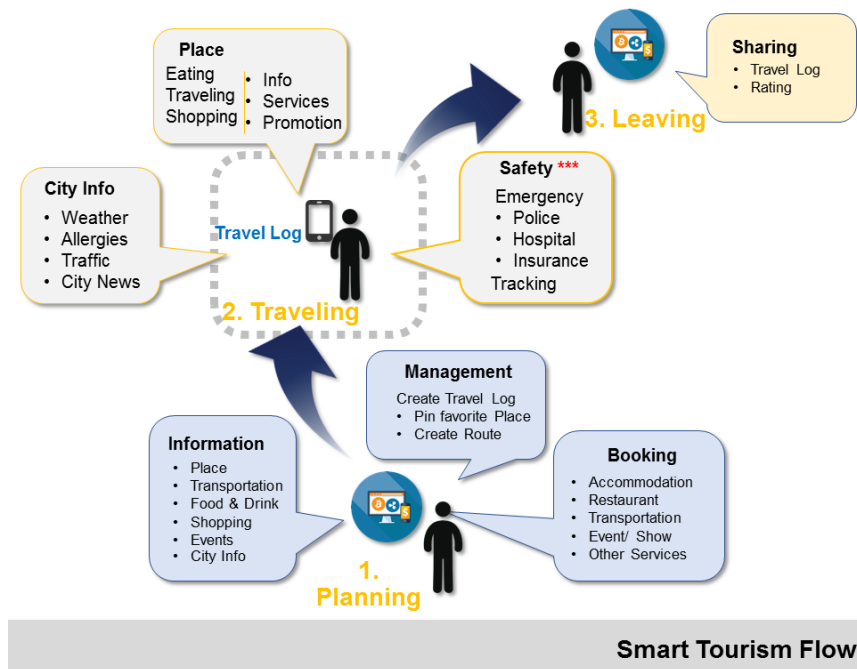 Place
Eating
Traveling
Shopping
• Info
• Services
• Promotion
Sharing
• Travel Log
• Rating
3. Leaving
City Info
• Weather
• Allergies
• Traffic
• City News
Travel Log
2. Traveling
Safety ***
Emergency
• Police
• Hospital
• Insurance
Tracking
Management
Create Travel Log
• Pin favorite Place
• Create Route
Information
• Place
• Transportation
• Food & Drink
• Shopping
• Events
• City Info
Booking
• Accommodation
• Restaurant
• Transportation
• Event/ Show
• Other Services
1.
Planning
Smart Tourism Flow